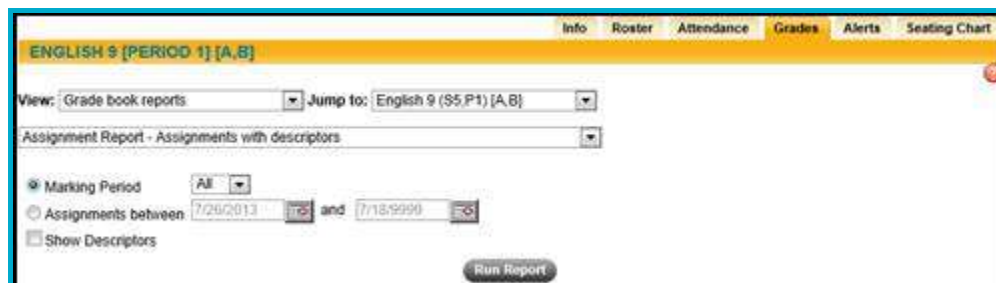 Info Roster Attendance Grades Alerts Seating Chart
ENGLISH 9 [PERIOD 1] [A,B]
View: Grade book reports Jump to: English 9 (S5,P1) [A,B]
Assignment Report - Assignments with descriptors
Marking Period All
Assignments between 7/26/2013 and 7/18/9999
Show Descriptors
Run Report